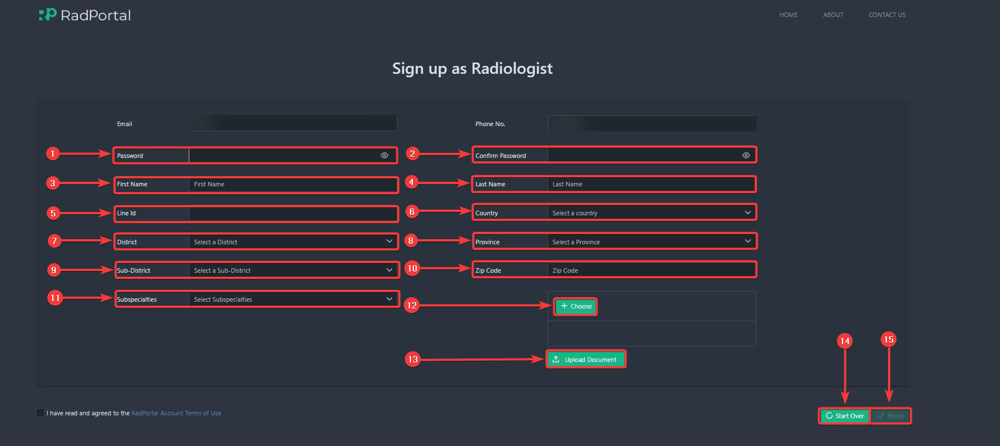 RadPortal
HOME ABOUT CONTACT US
Sign up as Radiologist
Email Phone No.
1 Password 2 Confirm Password
3 First Name First Name 4 Last Name Last Name
5 Line Id 6 Country Select a country
7 District Select a District 8 Province Select a Province
9 Sub-District Select a Sub-District 10 Zip Code Zip Code
11 Subspecialties Select Subspecialties
12 Choose
13 Upload Document
14 15
I have read and agreed to the RadPortal Account Terms of Use
Start Over Finish